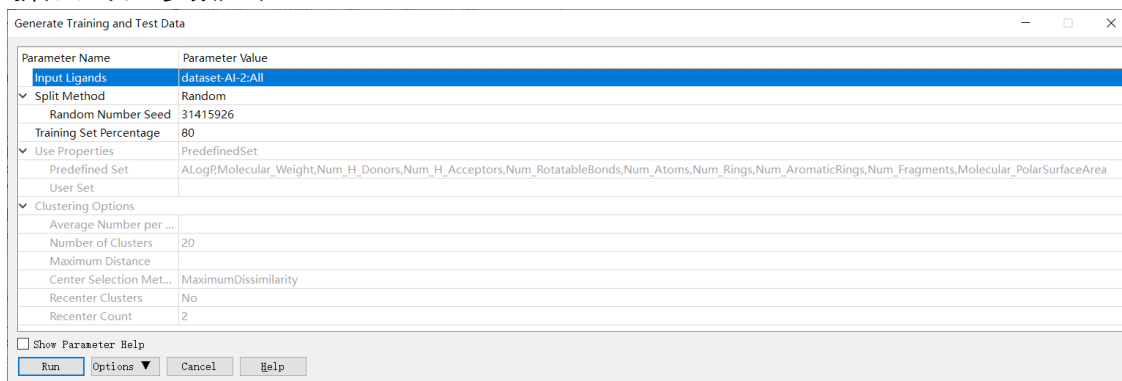 Generate Training and Test Data
Parameter Name Parameter Value
Input Ligands dataset-AI-2:All
Split Method Random
Random Number Seed 31415926
Training Set Percentage 80
Use Properties PredefinedSet
Predefined Set ALogP,Molecular_Weight,Num_H_Donors,Num_H_Acceptors,Num_RotatableBonds,Num_Atoms,Num_Rings,Num_AromaticRings,Num_Fragments,Molecular_PolarSurfaceArea
User Set
Clustering Options
Average Number per ...
Number of Clusters 20
Maximum Distance
Center Selection Met... MaximumDissimilarity
Recenter Clusters No
Recenter Count 2
Show Parameter Help
Run Options ▼ Cancel Help